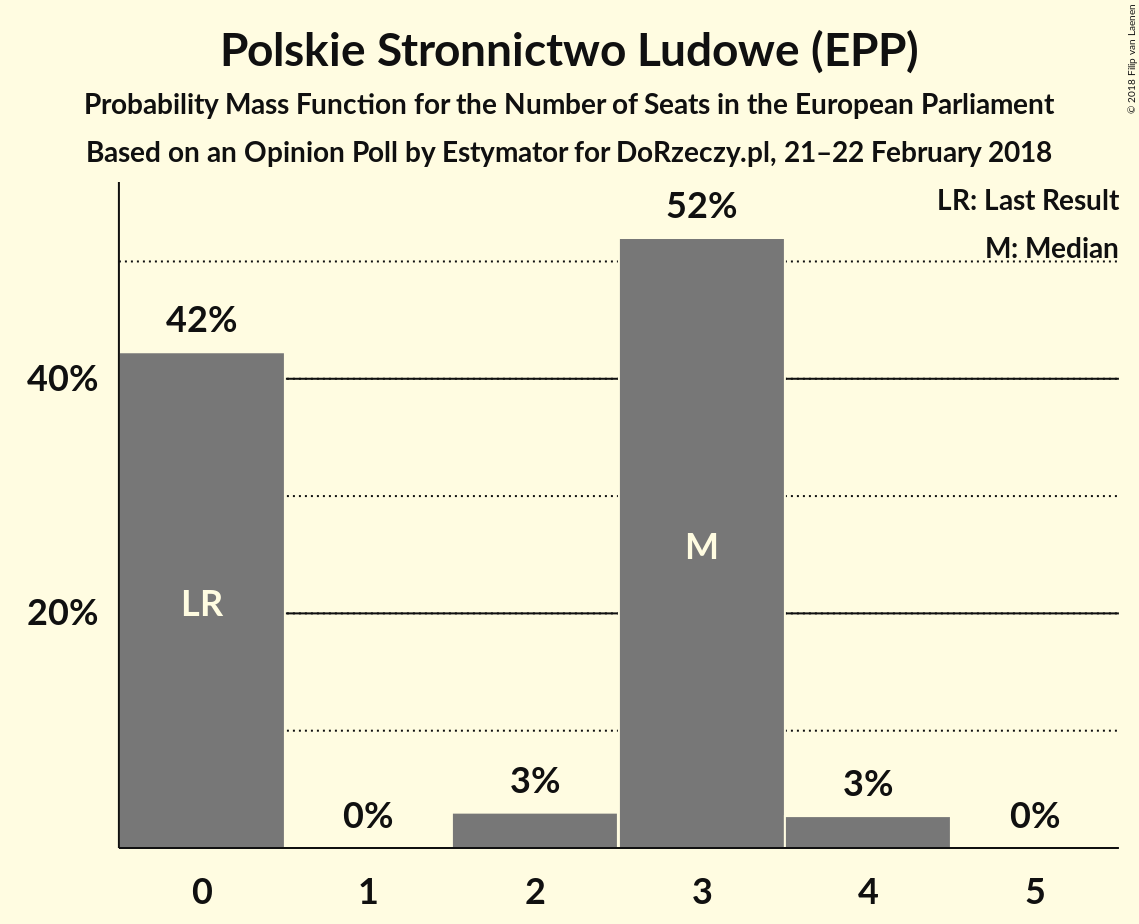 Polskie Stronnictwo Ludowe (EPP)
Probability Mass Function for the Number of Seats in the European Parliament
Based on an Opinion Poll by Estymator for DoRzeczy.pl, 21–22 February 2018
© 2018 Filip van Laenen
LR: Last Result
M: Median
52%
42%
40%
M
LR
20%
3%
3%
0%
0%
0 1 2 3 4 5